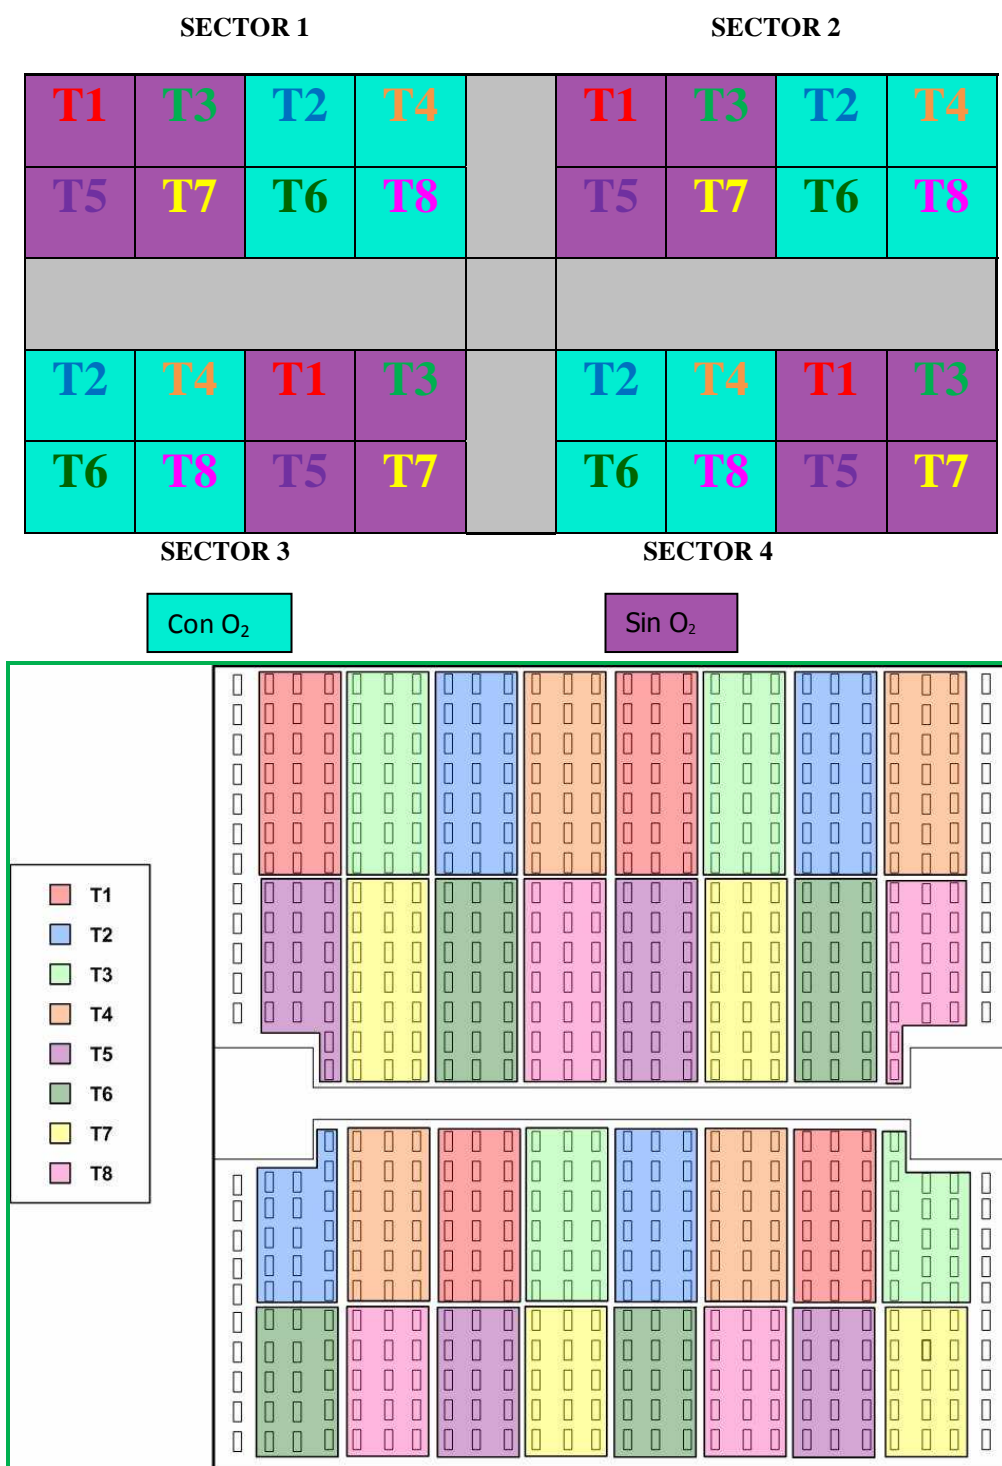 SECTOR 1 SECTOR 2
T1 T3 T2 T4 T1 T3 T2 T4
T5 T7 T6 T8 T5 T7 T6 T8
T2 T4 T1 T3 T2 T4 T1 T3
T6 T8 T5 T7 T6 T8 T5 T7
SECTOR 3 SECTOR 4
Con O₂ Sin O₂
T1
T2
T3
T4
T5
T6
T7
T8